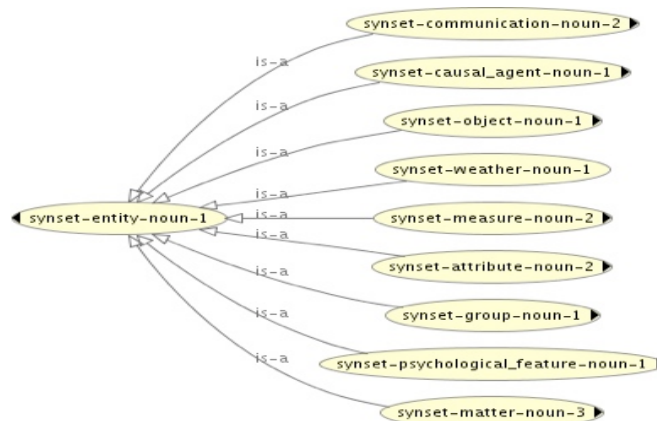 synset-communication-noun-2
is-a
synset-causal_agent-noun-1
is-a
synset-object-noun-1
is-a
synset-weather-noun-1
is-a
synset-entity-noun-1
is-a
synset-measure-noun-2
is-a
synset-attribute-noun-2
is-a
synset-group-noun-1
is-a
synset-psychological_feature-noun-1
is-a
synset-matter-noun-3